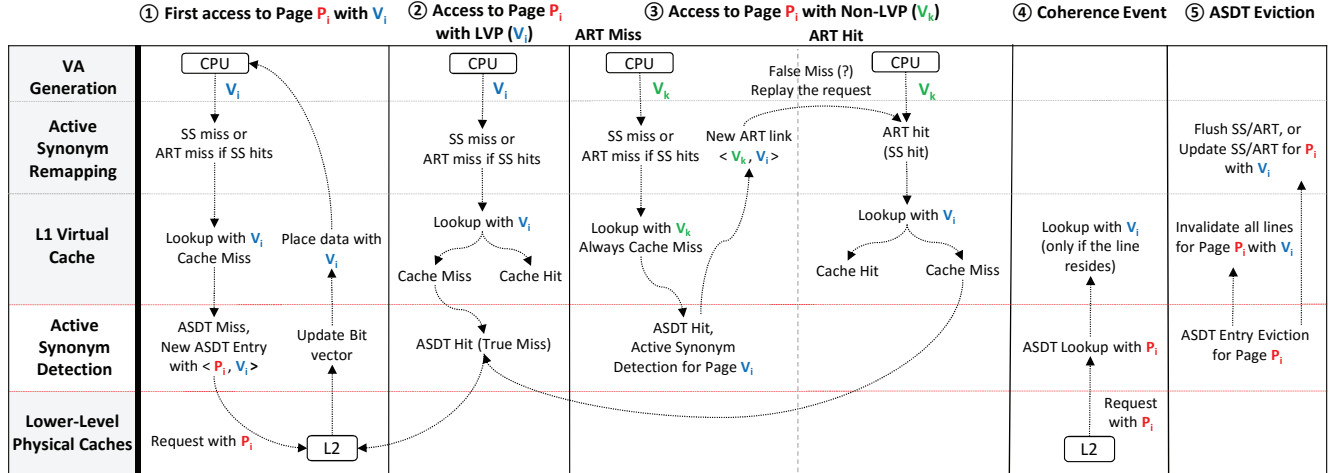 ① First access to Page Pi with Vi
② Access to Page Pi
with LVP (Vi)
③ Access to Page Pi with Non-LVP (Vk)
ART Miss
ART Hit
④ Coherence Event
⑤ ASDT Eviction
VA
Generation
CPU
Vi
CPU
Vi
CPU
Vk
False Miss (?)
Replay the request
CPU
Vk
Active
Synonym
Remapping
SS miss or
ART miss if SS hits
SS miss or
ART miss if SS hits
SS miss or
ART miss if SS hits
New ART link
< Vk, Vi >
ART hit
(SS hit)
Flush SS/ART, or
Update SS/ART for Pi
with Vi
L1 Virtual
Cache
Lookup with Vi
Cache Miss
Place data with
Vi
Lookup with Vi
Cache Miss
Cache Hit
Lookup with Vk
Always Cache Miss
Lookup with Vi
Cache Hit
Cache Miss
Lookup with Vi
(only if the line
resides)
Invalidate all lines
for Page Pi with Vi
Active
Synonym
Detection
ASDT Miss,
New ASDT Entry
with < Pi, Vi >
Update Bit
vector
ASDT Hit (True Miss)
ASDT Hit,
Active Synonym
Detection for Page Vi
ASDT Lookup with Pi
ASDT Entry Eviction
for Page Pi
Lower-Level
Physical Caches
Request with Pi
L2
Request
with Pi
L2